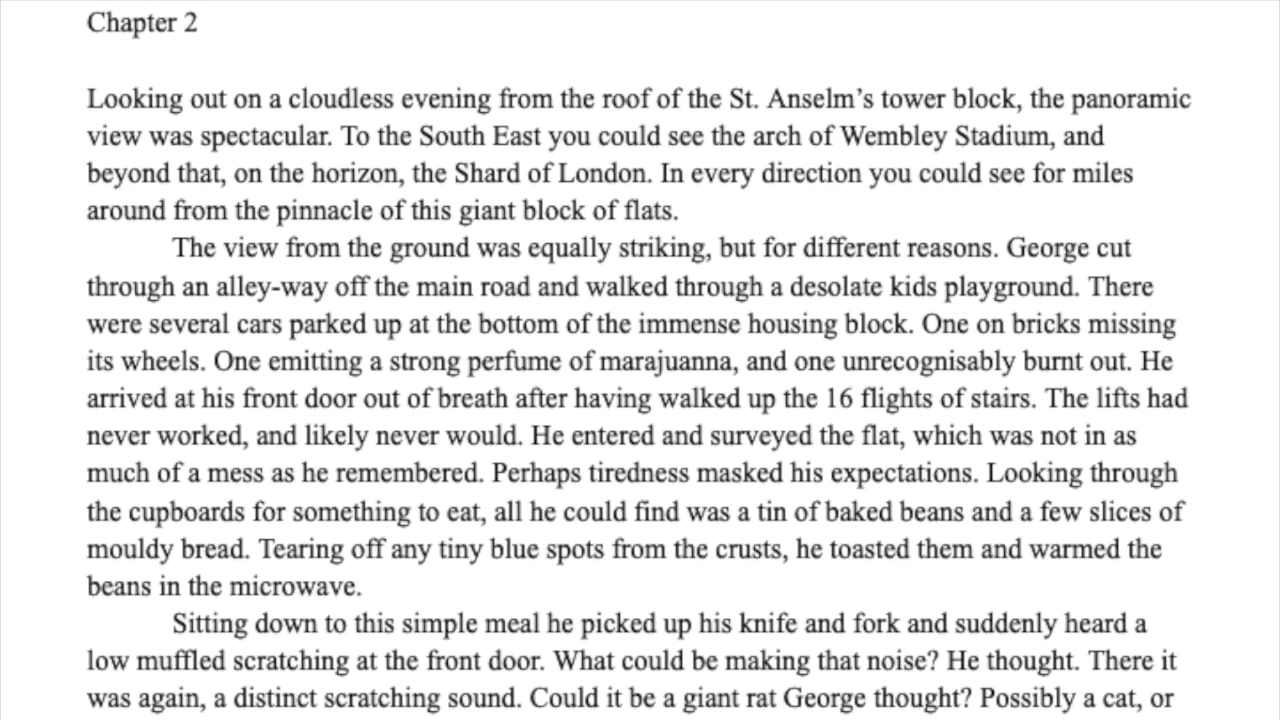 Chapter 2
Looking out on a cloudless evening from the roof of the St. Anselm’s tower block, the panoramic
view was spectacular. To the South East you could see the arch of Wembley Stadium, and
beyond that, on the horizon, the Shard of London. In every direction you could see for miles
around from the pinnacle of this giant block of flats.
The view from the ground was equally striking, but for different reasons. George cut
through an alley-way off the main road and walked through a desolate kids playground. There
were several cars parked up at the bottom of the immense housing block. One on bricks missing
its wheels. One emitting a strong perfume of marajuanna, and one unrecognisably burnt out. He
arrived at his front door out of breath after having walked up the 16 flights of stairs. The lifts had
never worked, and likely never would. He entered and surveyed the flat, which was not in as
much of a mess as he remembered. Perhaps tiredness masked his expectations. Looking through
the cupboards for something to eat, all he could find was a tin of baked beans and a few slices of
mouldy bread. Tearing off any tiny blue spots from the crusts, he toasted them and warmed the
beans in the microwave.
Sitting down to this simple meal he picked up his knife and fork and suddenly heard a
low muffled scratching at the front door. What could be making that noise? He thought. There it
was again, a distinct scratching sound. Could it be a giant rat George thought? Possibly a cat, or